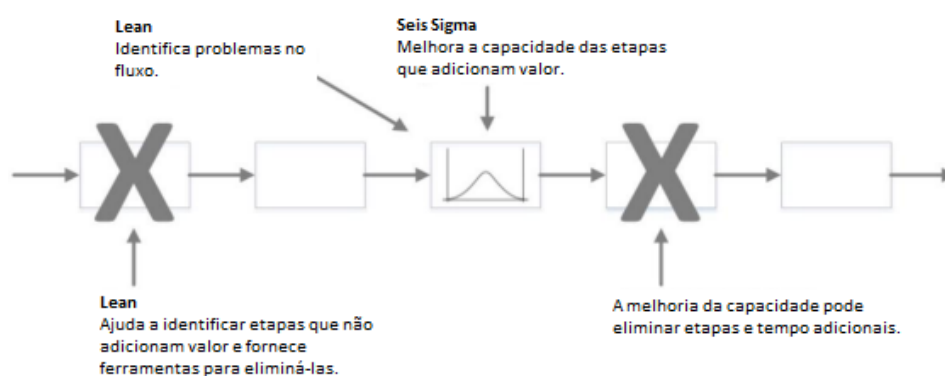 Lean
Identifica problemas no
fluxo.
Seis Sigma
Melhora a capacidade das etapas
que adicionam valor.
Lean
Ajuda a identificar etapas que não
adicionam valor e fornece
ferramentas para eliminá-las.
A melhoria da capacidade pode
eliminar etapas e tempo adicionais.